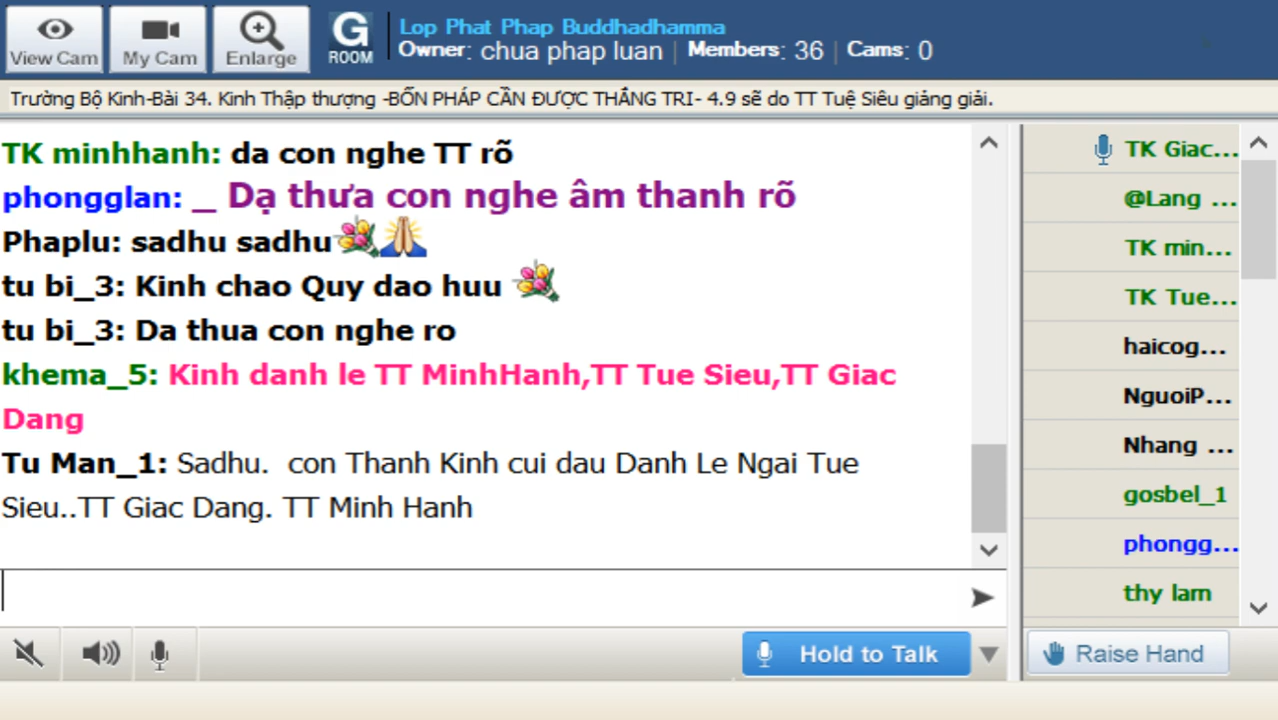 View Cam
My Cam
Enlarge
G
ROOM
Lop Phat Phap Buddhadhamma
Owner: chua phap luan | Members: 36 | Cams: 0
Trường Bộ Kinh-Bài 34. Kinh Thập thượng -BỐN PHÁP CẦN ĐƯỢC THẮNG TRI- 4.9 sẽ do TT Tuệ Siêu giảng giải.
TK minhhanh: da con nghe TT rõ
phongglan: _ Dạ thưa con nghe âm thanh rõ
Phaplu: sadhu sadhu
tu bi_3: Kinh chao Quy dao huu
tu bi_3: Da thua con nghe ro
khema_5: Kinh danh le TT MinhHanh,TT Tue Sieu,TT Giac
Dang
Tu Man_1: Sadhu.  con Thanh Kinh cui dau Danh Le Ngai Tue
Sieu..TT Giac Dang. TT Minh Hanh
TK Giac...
@Lang ...
TK min...
TK Tue...
haicog...
NguoiP...
Nhang ...
gosbel_1
phongg...
thy lam
Hold to Talk
Raise Hand